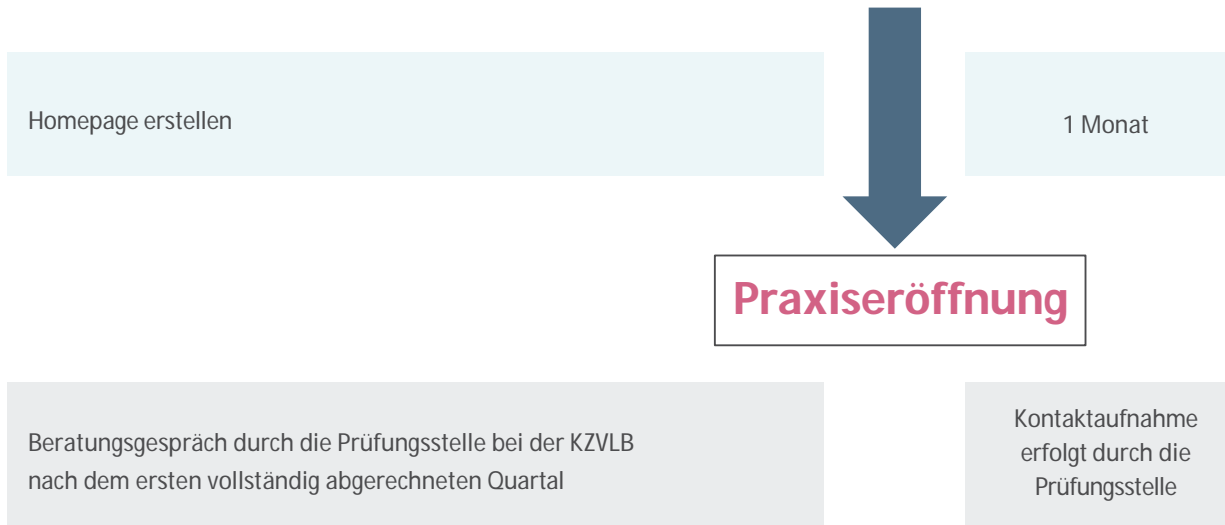 Homepage erstellen
1 Monat
Praxiseröffnung
Beratungsgespräch durch die Prüfungsstelle bei der KZVLB
nach dem ersten vollständig abgerechneten Quartal
Kontaktaufnahme
erfolgt durch die
Prüfungsstelle